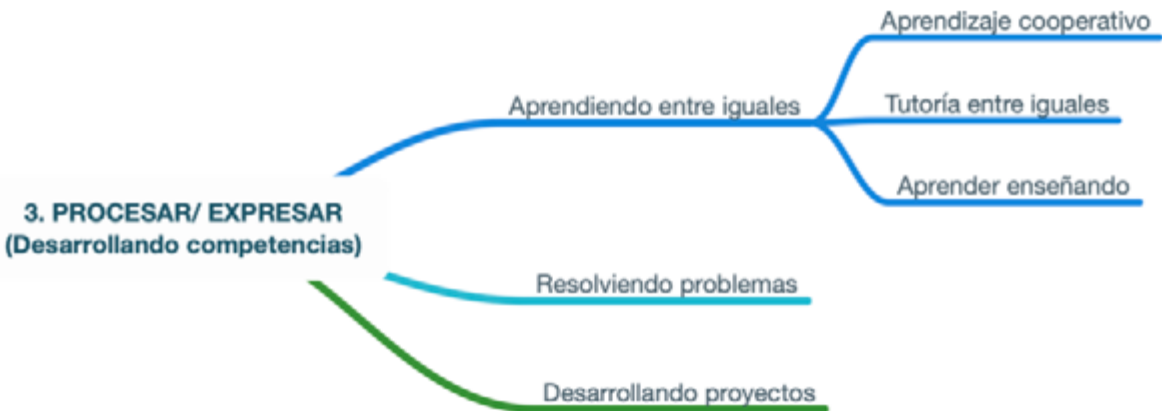 3. PROCESAR/ EXPRESAR
(Desarrollando competencias)
Aprendiendo entre iguales
Aprendizaje cooperativo
Tutoría entre iguales
Aprender enseñando
Resolviendo problemas
Desarrollando proyectos